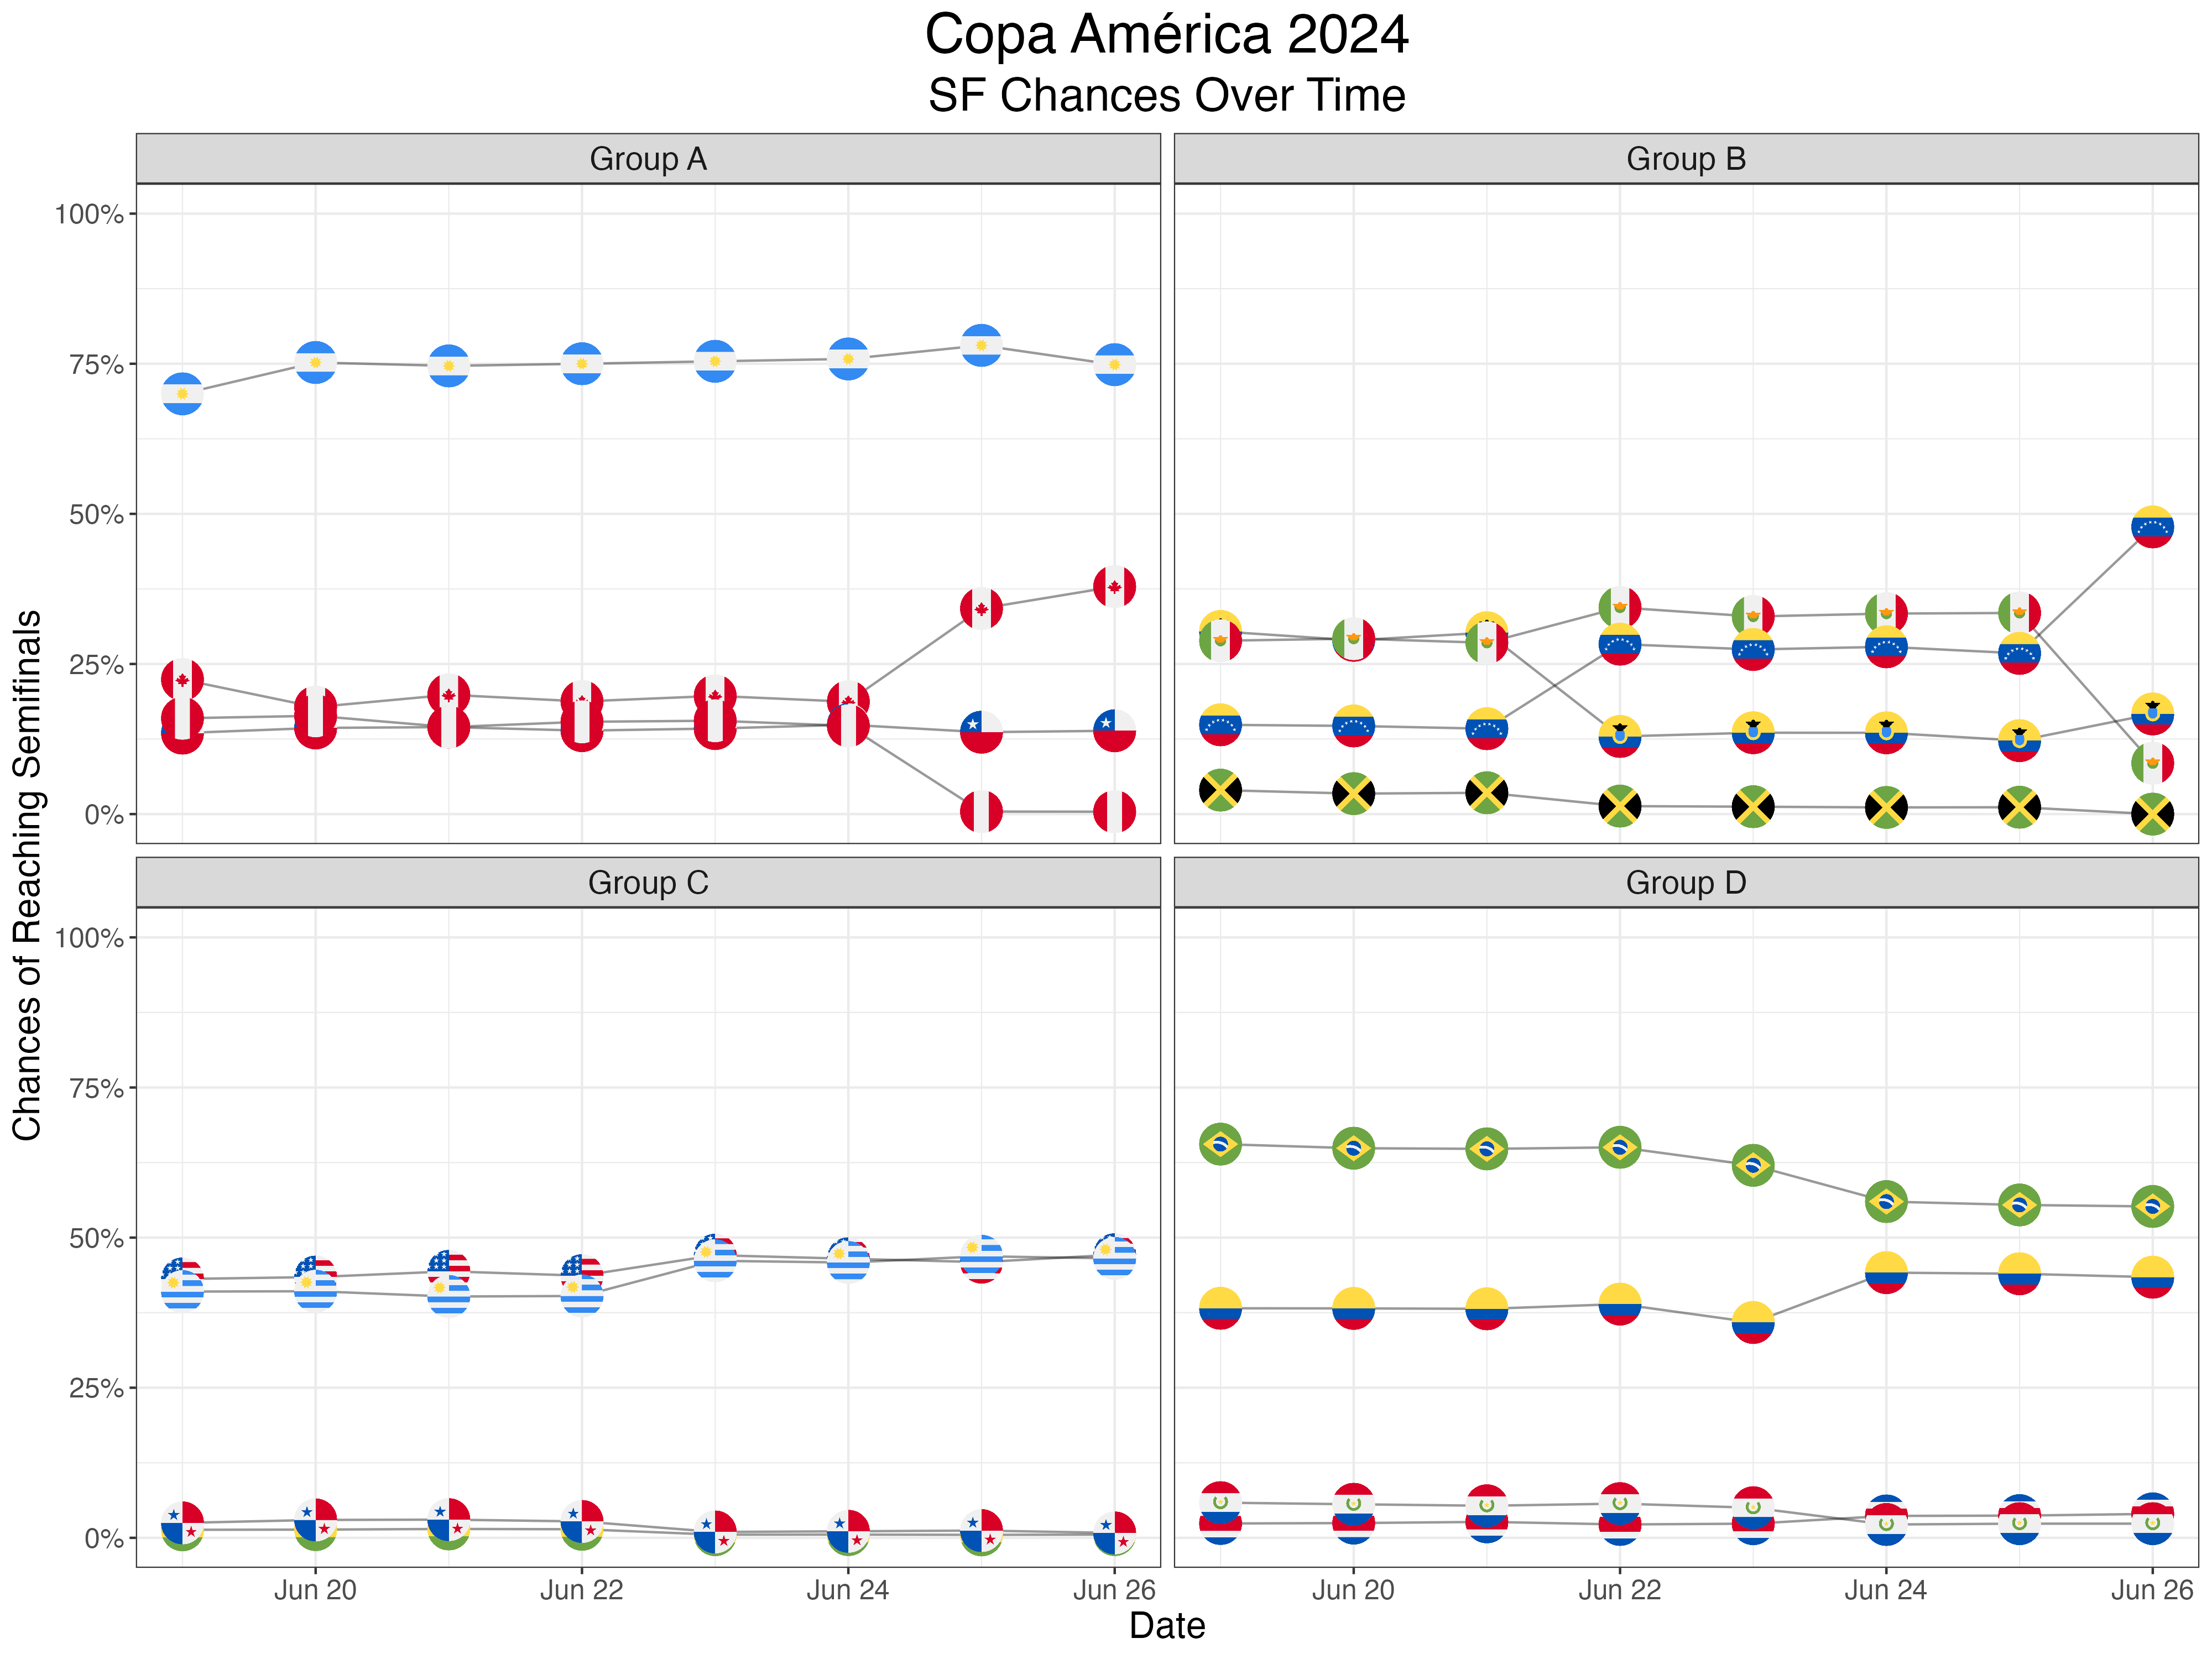 Copa América 2024
SF Chances Over Time
Group A
Group B
100%
75%
50%
25%
0%
Group C
Group D
100%
75%
50%
25%
0%
Jun 20
Jun 22
Jun 24
Jun 26
Jun 20
Jun 22
Jun 24
Jun 26
Date
Chances of Reaching Semifinals